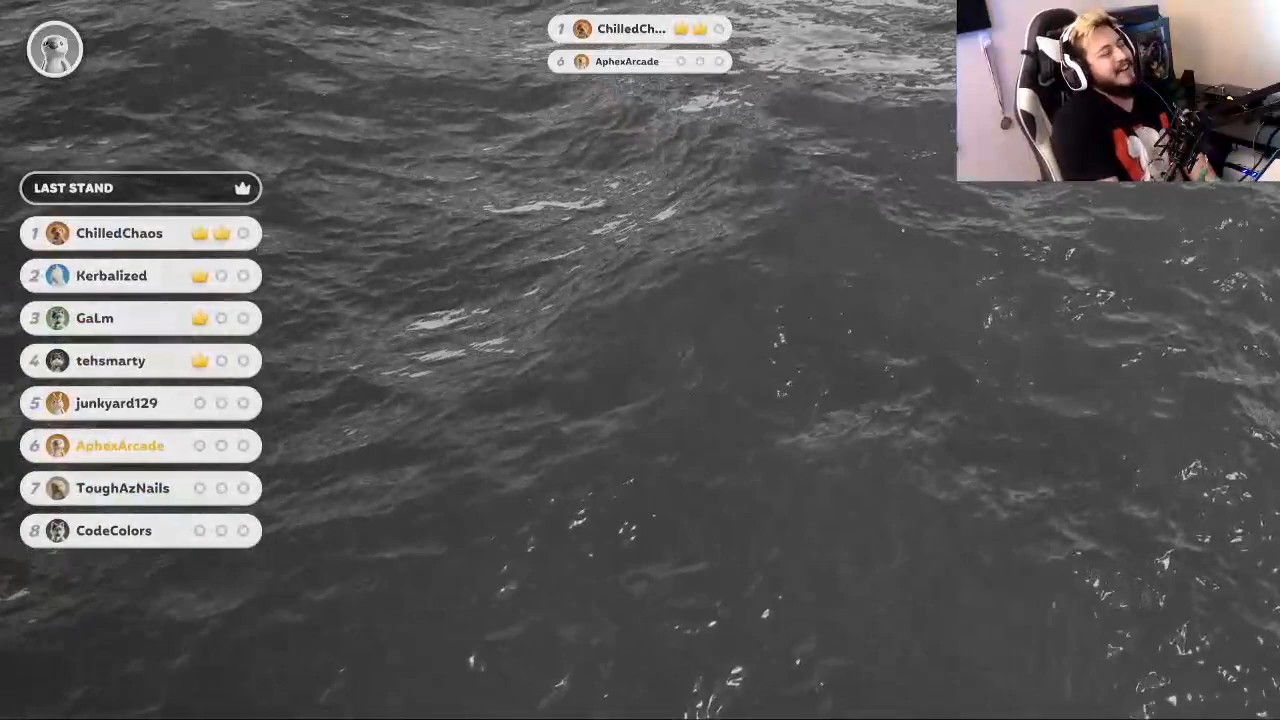 1 ChilledCh...
6 AphexArcade
LAST STAND
1 ChilledChaos
2 Kerbalized
3 GaLm
4 tehsmarty
5 junkyard129
6 AphexArcade
7 ToughAzNails
8 CodeColors